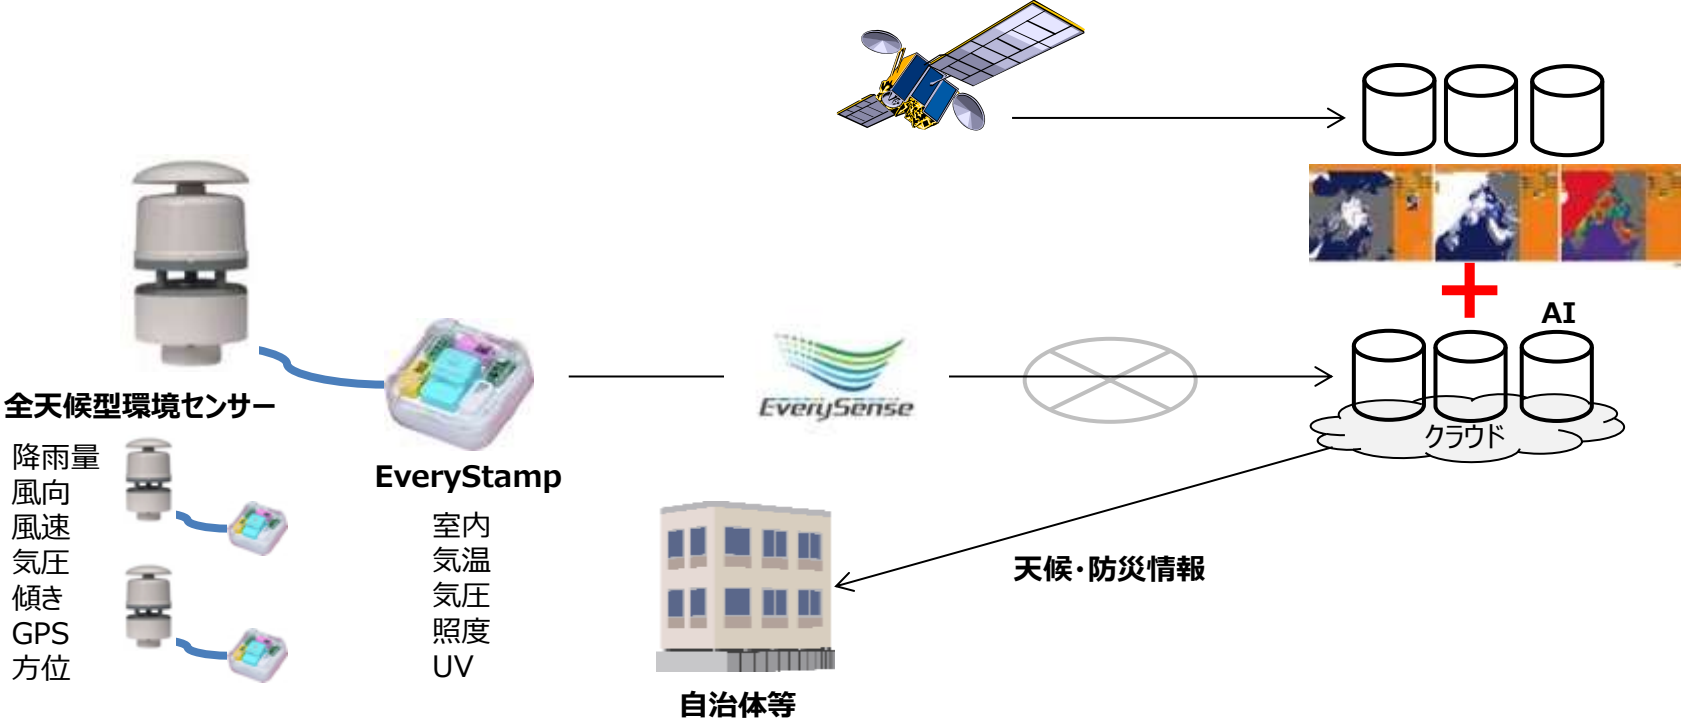 AI
全天候型環境センサー
EverySense
クラウド
降雨量
風向
風速
気圧
傾き
GPS
方位
EveryStamp
室内
気温
気圧
照度
UV
天候・防災情報
自治体等